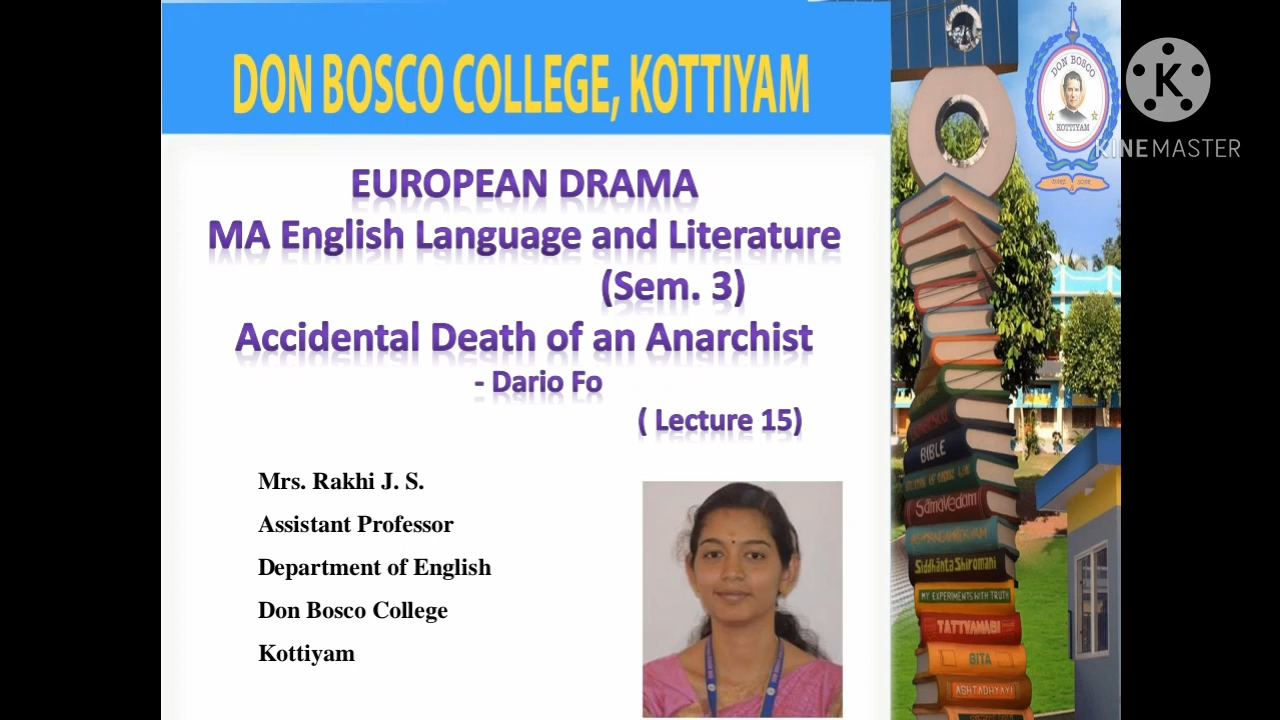 DON BOSCO COLLEGE, KOTTIYAM
EUROPEAN DRAMA
MA English Language and Literature
(Sem. 3)
Accidental Death of an Anarchist
- Dario Fo
( Lecture 15)
Mrs. Rakhi J. S.
Assistant Professor
Department of English
Don Bosco College
Kottiyam
DON BOSCO
KOTTIYAM
K
KINEMASTER
BIBLE
Samavedam
Siddhanta Shiromani
MY EXPERIMENTS WITH TRUTH
TATTVAMASI
GITA
ASHTADHYAYI